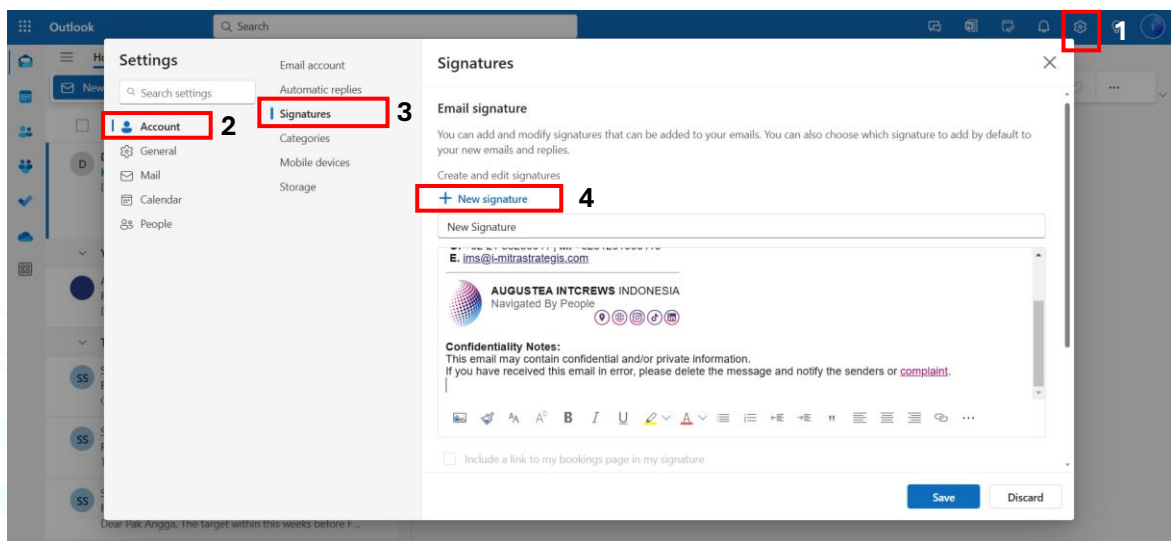 Outlook
Search
1
Settings
Search settings
Account
2
General
Mail
Calendar
People
Email account
Automatic replies
Signatures
3
Categories
Mobile devices
Storage
Signatures
Email signature
You can add and modify signatures that can be added to your emails. You can also choose which signature to add by default to
your new emails and replies.
Create and edit signatures
+ New signature
4
New Signature
E. ims@i-mitrastrategis.com
AUGUSTEA INTCREWS INDONESIA
Navigated By People
Confidentiality Notes:
This email may contain confidential and/or private information.
If you have received this email in error, please delete the message and notify the senders or complaint.
Include a link to my bookings page in my signature
Save
Discard
New
D
SS
SS
SS
Dear Pak Angga, The target within this weeks before F...